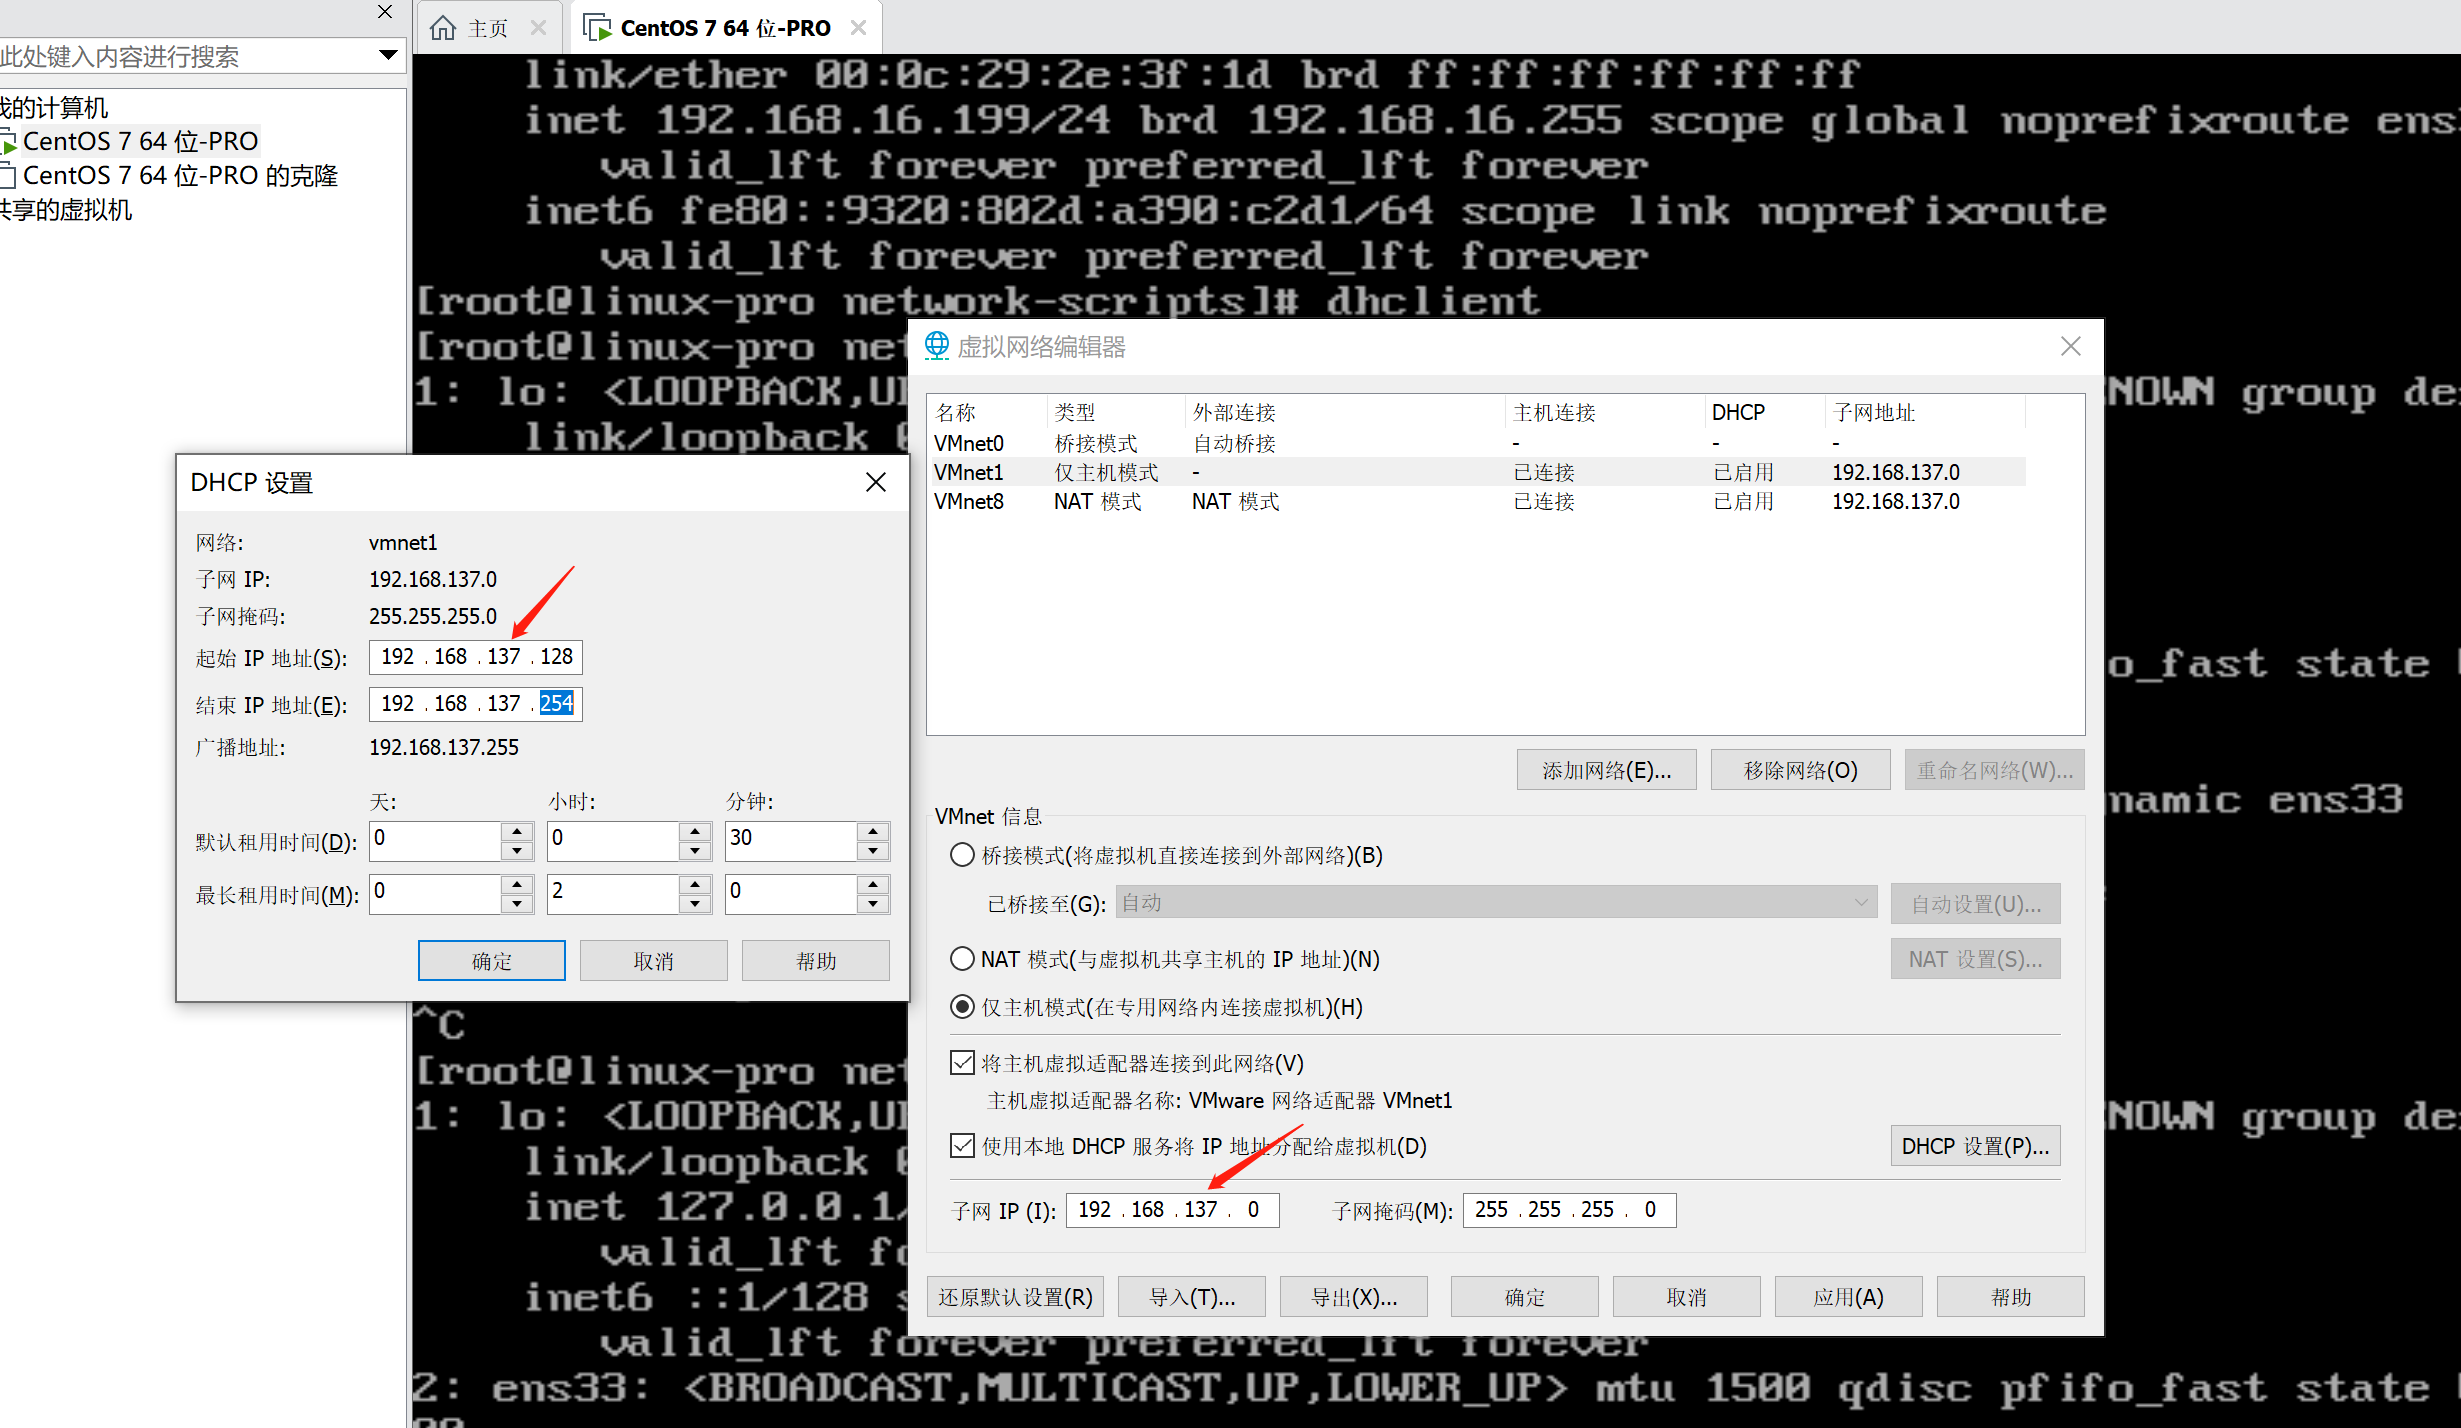 主页
CentOS 7 64 位-PRO
此处键入内容进行搜索
我的计算机
CentOS 7 64 位-PRO
CentOS 7 64 位-PRO 的克隆
共享的虚拟机
link/ether 00:0c:29:2e:3f:1d brd ff:ff:ff:ff:ff:ff
inet 192.168.16.199/24 brd 192.168.16.255 scope global noprefixroute ens
valid_lft forever preferred_lft forever
inet6 fe80::9320:802d:a390:c2d1/64 scope link noprefixroute
valid_lft forever preferred_lft forever
[root@linux-pro network-scripts]# dhclient
[root@linux-pro net
1: lo: <LOOPBACK,U
NOWN group de
link/loopback
o_fast state
namic ens33
^C
[root@linux-pro net
1: lo: <LOOPBACK,U
NOWN group de
link/loopback
inet 127.0.0.1/
valid_lft fo
inet6 ::1/128 s
valid_lft forever preferred_lft forever
2: ens33: <BROADCAST,MULTICAST,UP,LOWER_UP> mtu 1500 qdisc pfifo_fast state
DHCP 设置
网络: vmnet1
子网 IP: 192.168.137.0
子网掩码: 255.255.255.0
起始 IP 地址(S): 192 . 168 . 137 . 128
结束 IP 地址(E): 192 . 168 . 137 . 254
广播地址: 192.168.137.255
天: 小时: 分钟:
默认租用时间(D): 0 0 30
最长租用时间(M): 0 2 0
确定 取消 帮助
虚拟网络编辑器
名称 类型 外部连接 主机连接 DHCP 子网地址
VMnet0 桥接模式 自动桥接 - - -
VMnet1 仅主机模式 - 已连接 已启用 192.168.137.0
VMnet8 NAT 模式 NAT 模式 已连接 已启用 192.168.137.0
添加网络(E)... 移除网络(O) 重命名网络(W)...
VMnet 信息
桥接模式(将虚拟机直接连接到外部网络)(B)
已桥接至(G): 自动 自动设置(U)...
NAT 模式(与虚拟机共享主机的 IP 地址)(N) NAT 设置(S)...
仅主机模式(在专用网络内连接虚拟机)(H)
将主机虚拟适配器连接到此网络(V)
主机虚拟适配器名称: VMware 网络适配器 VMnet1
使用本地 DHCP 服务将 IP 地址分配给虚拟机(D) DHCP 设置(P)...
子网 IP (I): 192 . 168 . 137 . 0 子网掩码(M): 255 . 255 . 255 . 0
还原默认设置(R) 导入(T)... 导出(X)... 确定 取消 应用(A) 帮助